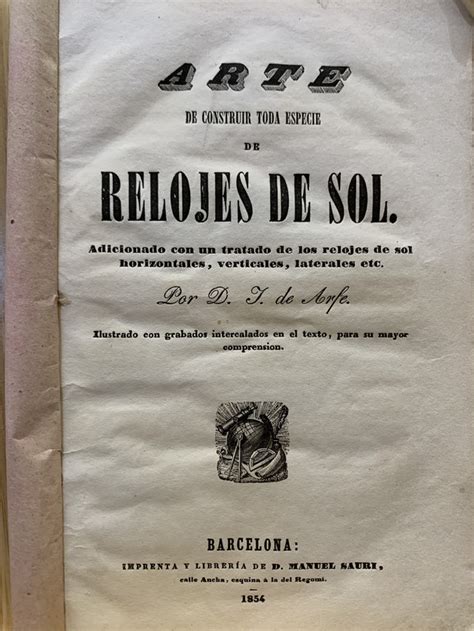 ARTE
DE CONSTRUIR TODA ESPECIE
DE
RELOJES DE SOL.
Adicionado con un tratado de los relojes de sol
horizontales, verticales, laterales etc.
Por D. J. de Arfe.
Ilustrado con grabados intercalados en el texto, para su mayor
comprension.
BARCELONA:
IMPRENTA Y LIBRERÍA DE D. MANUEL SAURI,
calle Ancha, esquina á la del Regomí.
1854